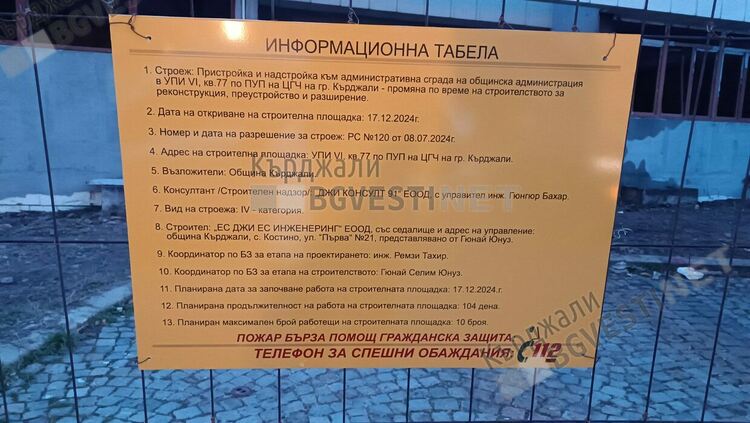 ИНФОРМАЦИОННА ТАБЕЛА
1. Строеж: Пристройка и надстройка към административна сграда на общинска администрация
в УПИ VI, кв.77 по ПУП на ЦГЧ на гр. Кърджали - промяна по време на строителството за
реконструкция, преустройство и разширение.
2. Дата на откриване на строителна площадка: 17.12.2024г.
3. Номер и дата на разрешение за строеж: РС №120 от 08.07.2024г.
4. Адрес на строителна площадка: УПИ VI, кв.77 по ПУП на ЦГЧ на гр. Кърджали.
5. Възложители: Община Кърджали.
6. Консултант /Строителен надзор/: "ДЖИ КОНСУЛТ 91" ЕООД, с управител инж. Гюнгюр Бахар.
7. Вид на строежа: IV - категория.
8. Строител: „ЕС ДЖИ ЕС ИНЖЕНЕРИНГ" ЕООД, със седалище и адрес на управление:
община Кърджали, с. Костино, ул. "Първа" №21, представлявано от Гюнай Юнуз.
9. Координатор по БЗ за етапа на проектирането: инж. Ремзи Тахир.
10. Координатор по БЗ за етапа на строителството: Гюнай Селим Юнуз.
11. Планирана дата за започване работа на строителната площадка: 17.12.2024г.
12. Планирана продължителност на работа на строителната площадка: 104 дена.
13. Планиран максимален брой работещи на строителната площадка: 10 броя.
ПОЖАР БЪРЗА ПОМОЩ ГРАЖДАНСКА ЗАЩИТА
ТЕЛЕФОН ЗА СПЕШНИ ОБАЖДАНИЯ: 112
Кърджали
BGVESTINET
Кърджали
BGVESTINET
Кърджали
BGVESTINET